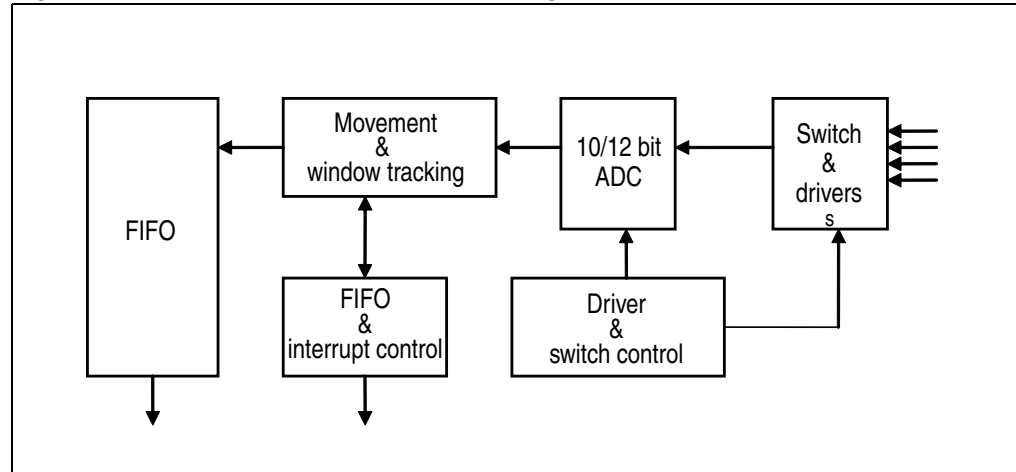 FIFO
Movement
&
window tracking
10/12 bit
ADC
Switch
&
drivers
s
FIFO
&
interrupt control
Driver
&
switch control